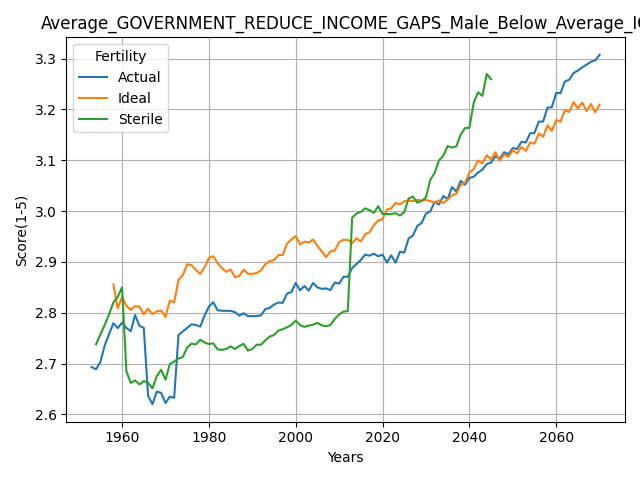 Average_GOVERNMENT_REDUCE_INCOME_GAPS_Male_Below_Average_
Fertility
Actual
Ideal
Sterile
Score(1-5)
3.3
3.2
3.1
3.0
2.9
2.8
2.7
2.6
1960 1980 2000 2020 2040 2060
Years